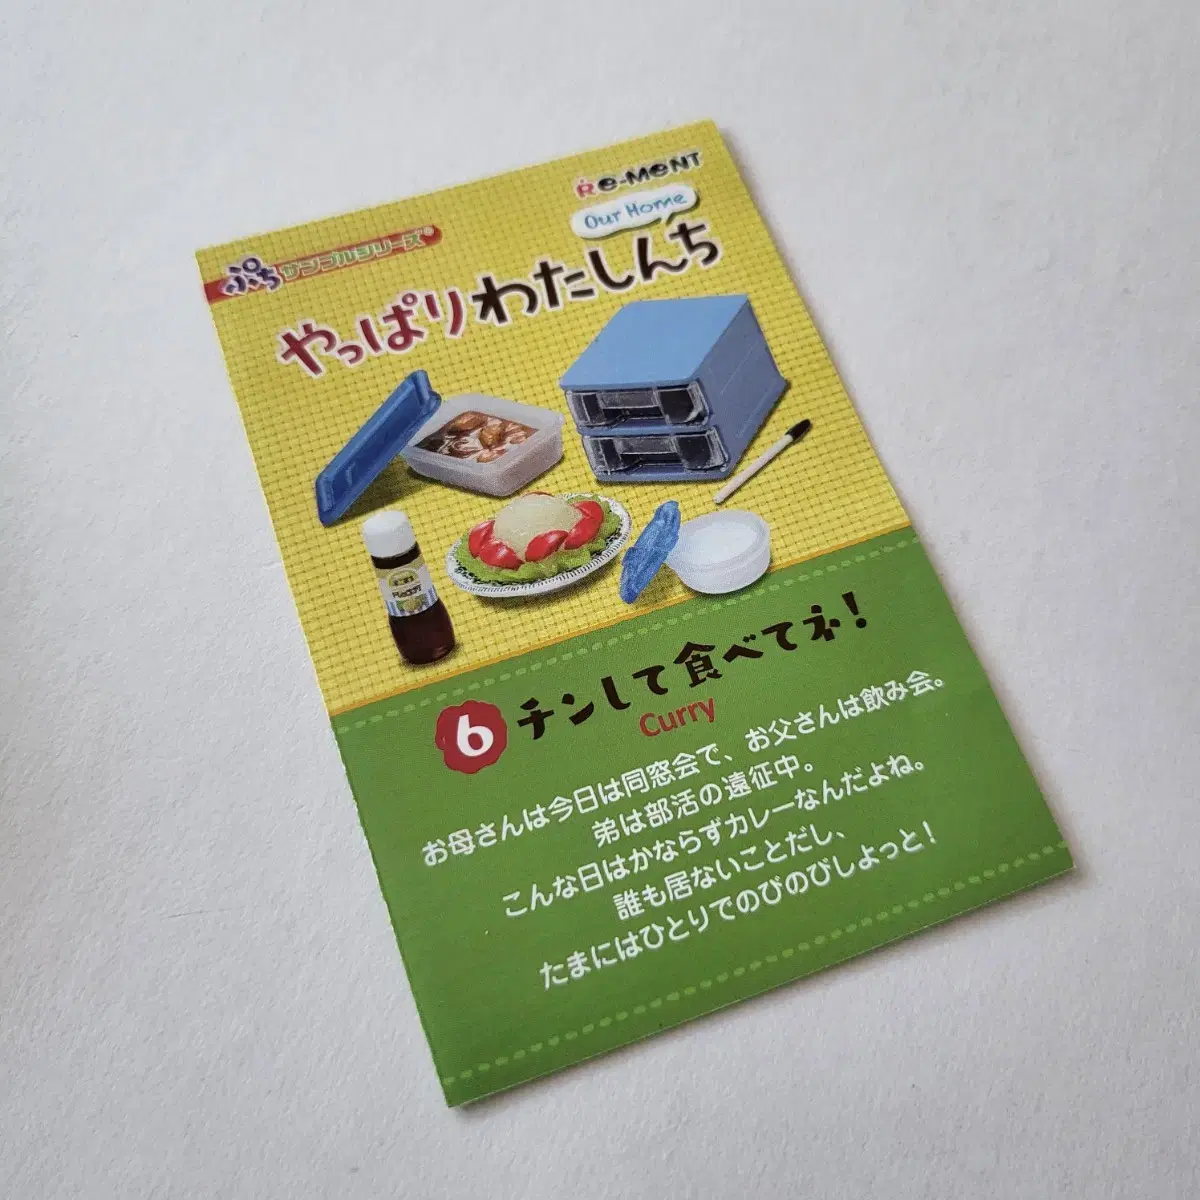 Re-MeNT
Our Home
ぷちサンプルシリーズ®
やっぱりわたしんち
6 チンして食べてネ!
Curry
お母さんは今日は同窓会で、お父さんは飲み会。
弟は部活の遠征中。
こんな日はかならずカレーなんだよね。
誰も居ないことだし、
たまにはひとりでのびのびしよっと!